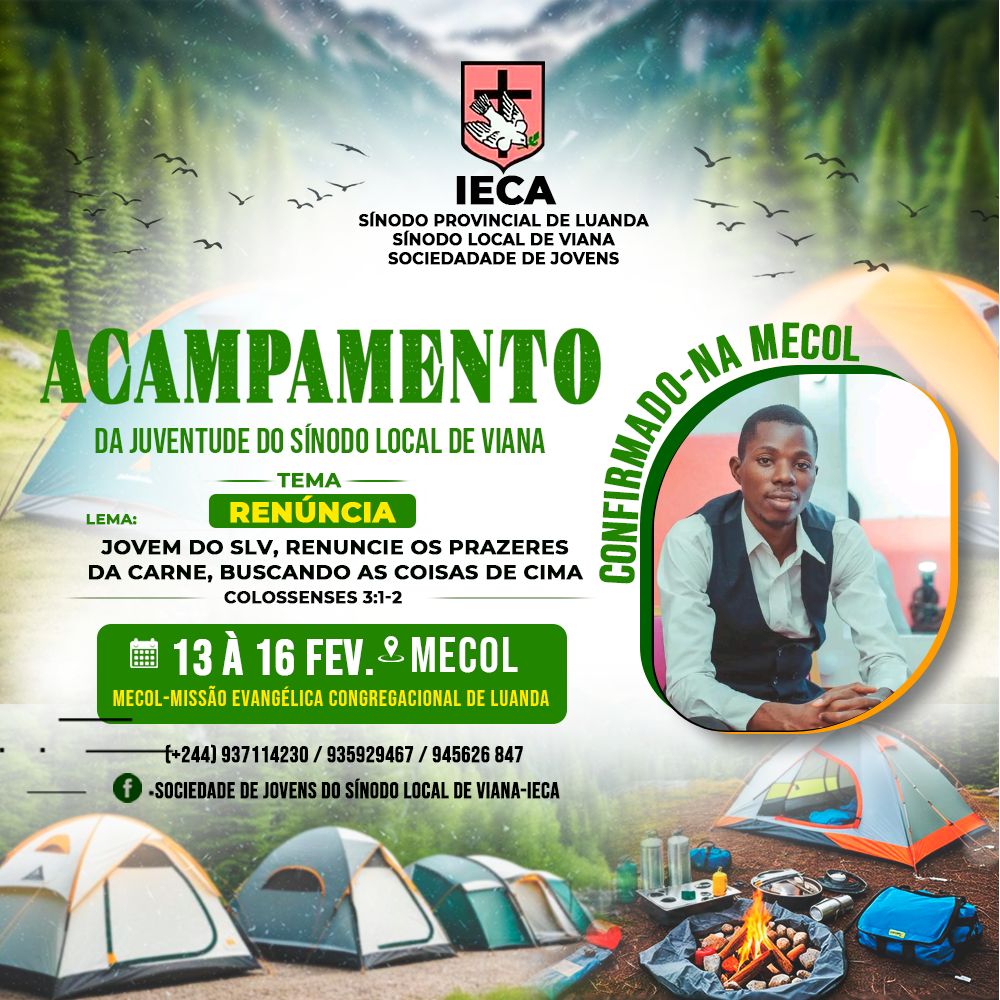 IECA
SÍNODO PROVINCIAL DE LUANDA
SÍNODO LOCAL DE VIANA
SOCIEDADADE DE JOVENS
ACAMPAMENTO
DA JUVENTUDE DO SÍNODO LOCAL DE VIANA
TEMA
RENÚNCIA
LEMA:
JOVEM DO SLV, RENUNCIE OS PRAZERES
DA CARNE, BUSCANDO AS COISAS DE CIMA
COLOSSENSES 3:1-2
CONFIRMADO-NA MECOL
13 À 16 FEV. MECOL
MECOL-MISSÃO EVANGÉLICA CONGREGACIONAL DE LUANDA
(+244) 937114230 / 935929467 / 945626 847
f -SOCIEDADE DE JOVENS DO SÍNODO LOCAL DE VIANA-IECA